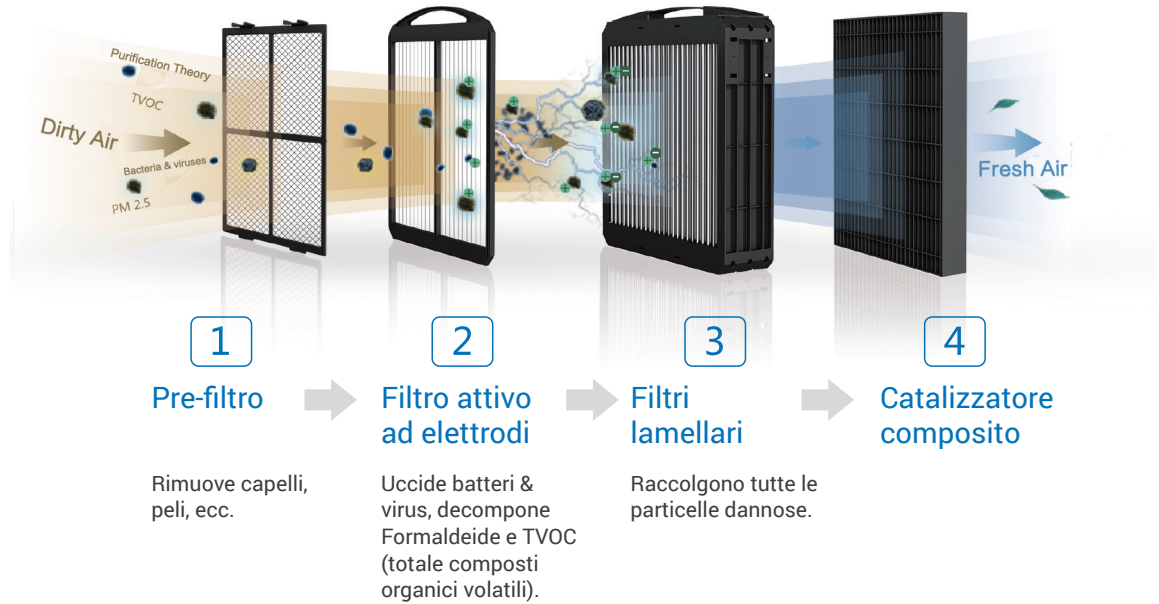 Purification Theory
TVOC
Dirty Air
Bacteria & viruses
PM 2.5
Fresh Air
1
2
3
4
Pre-filtro
Filtro attivo
ad elettrodi
Filtri
lamellari
Catalizzatore
composito
Rimuove capelli,
peli, ecc.
Uccide batteri &
virus, decompone
Formaldeide e TVOC
(totale composti
organici volatili).
Raccolgono tutte le
particelle dannose.